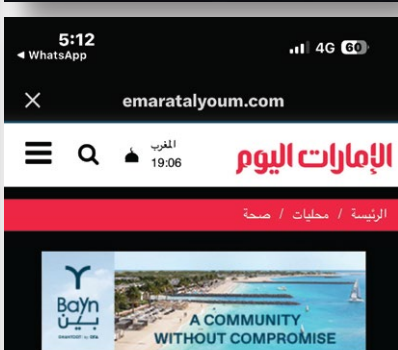 5:12
4G 60
◄ WhatsApp
emaratalyoum.com
المغرب
19:06
الإمارات اليوم
الرئيسة / محليات / صحة
Bayn
بين
A COMMUNITY
WITHOUT COMPROMISE